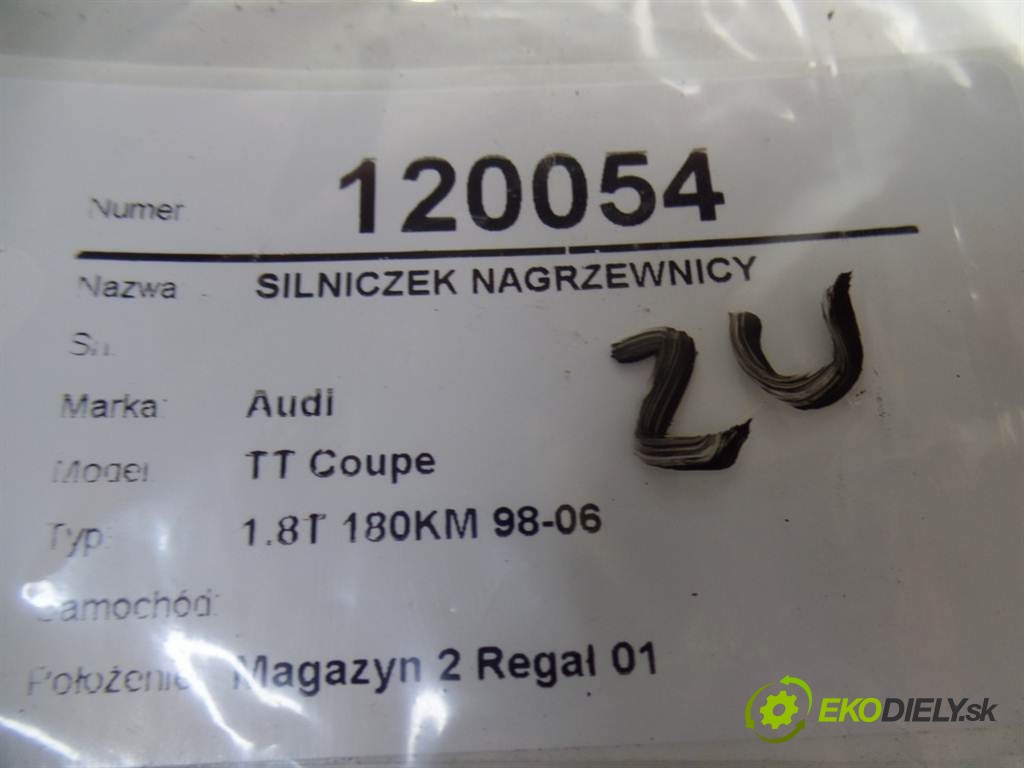 Numer: 120054
Nazwa: SILNICZEK NAGRZEWNICY
Sn.
Marka: Audi
Model: TT Coupe
Typ: 1.8T 180KM 98-06
Samochód:
Położenie: Magazyn 2 Regał 01
ZU
EKODIELY.sk